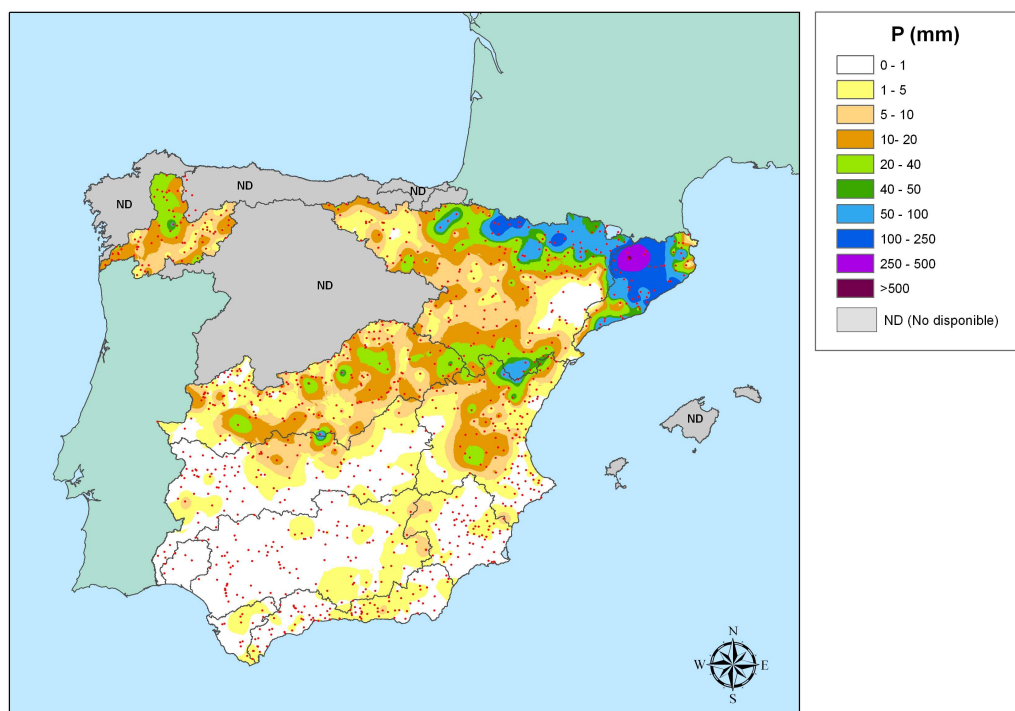 P (mm)
0 - 1
1 - 5
5 - 10
10- 20
20 - 40
40 - 50
50 - 100
100 - 250
250 - 500
>500
ND (No disponible)
ND
ND
ND
ND
ND
N
W
E
S